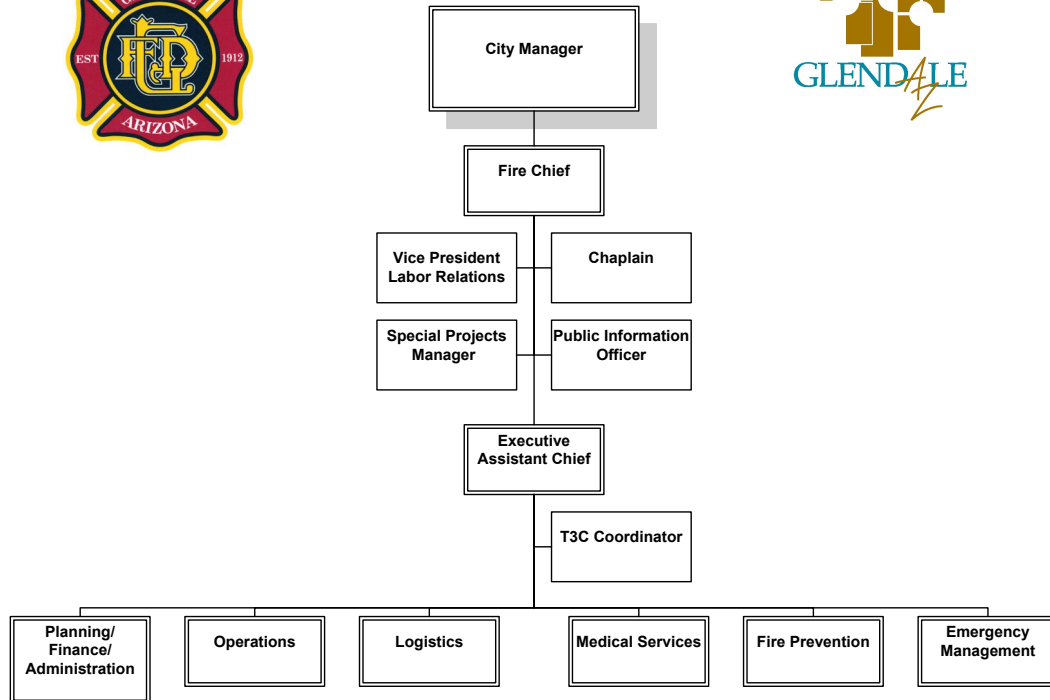 City Manager
EST
1912
ARIZONA
GLENDALE
AZ
Fire Chief
Vice President
Labor Relations
Chaplain
Special Projects
Manager
Public Information
Officer
Executive
Assistant Chief
T3C Coordinator
Planning/
Finance/
Administration
Operations
Logistics
Medical Services
Fire Prevention
Emergency
Management